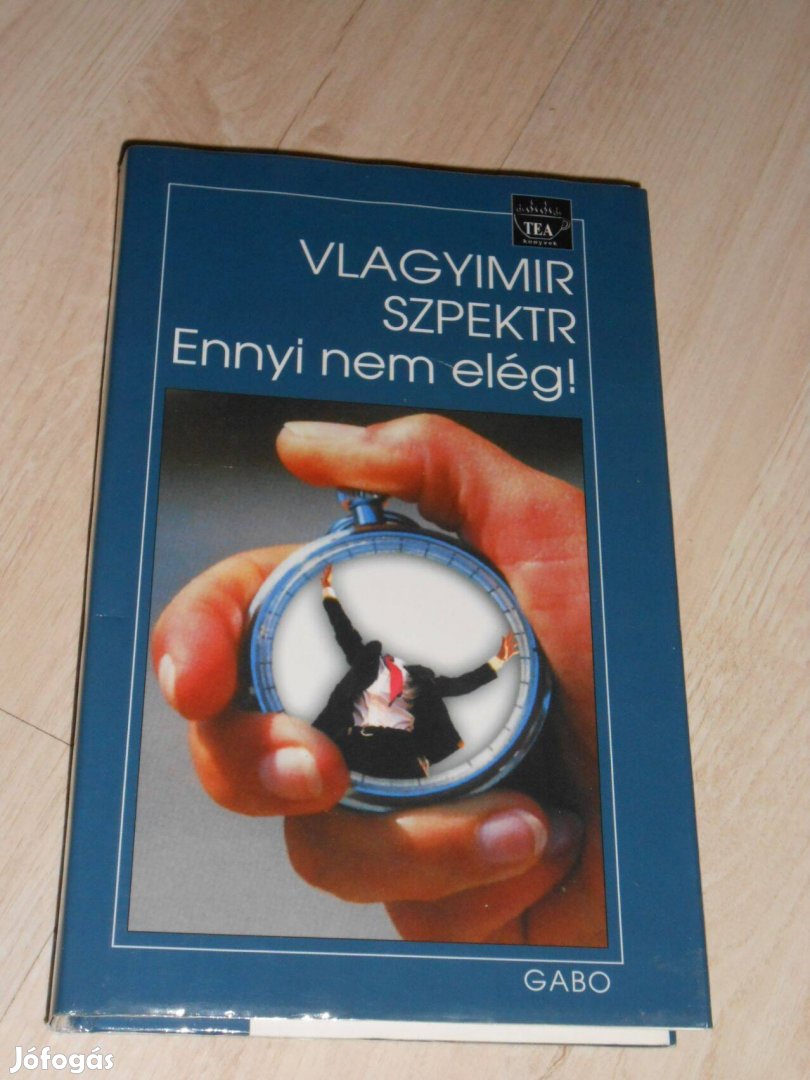 TEA
könyvek
VLAGYIMIR
SZPEKTR
Ennyi nem elég!
GABO
Jófogás